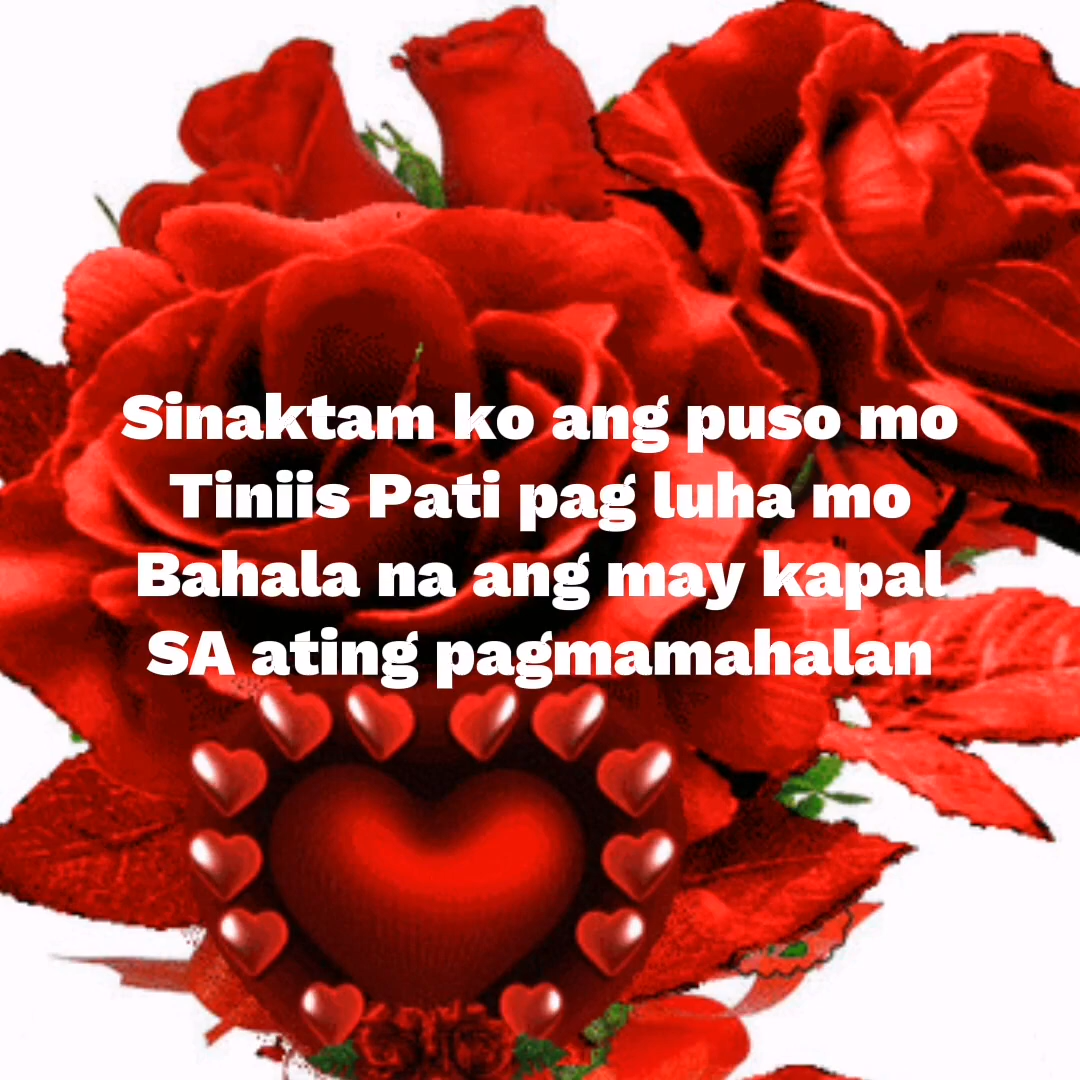 Sinaktam ko ang puso mo
Tiniis Pati pag luha mo
Bahala na ang may kapal
SA ating pagmamahalan